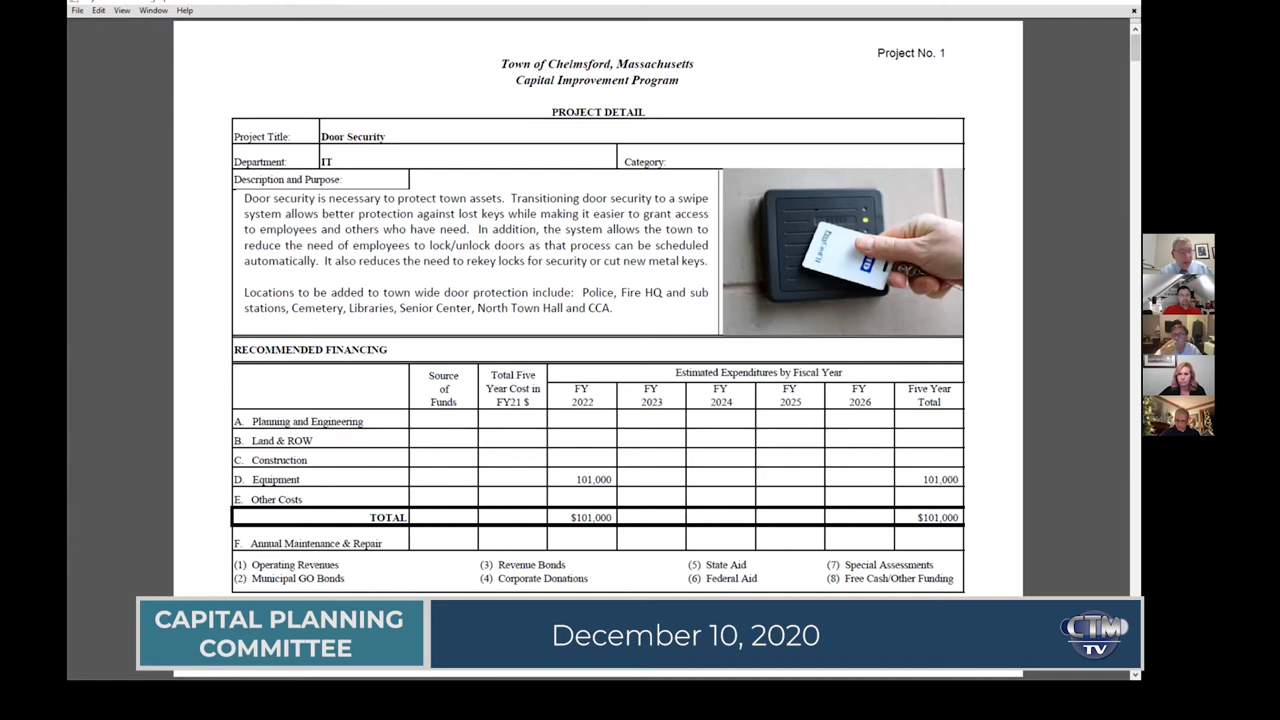 File Edit View Window Help
Project No. 1
Town of Chelmsford, Massachusetts
Capital Improvement Program
PROJECT DETAIL
Project Title: Door Security
Department: IT Category:
Description and Purpose:
Door security is necessary to protect town assets. Transitioning door security to a swipe
system allows better protection against lost keys while making it easier to grant access
to employees and others who have need. In addition, the system allows the town to
reduce the need of employees to lock/unlock doors as that process can be scheduled
automatically. It also reduces the need to rekey locks for security or cut new metal keys.
Locations to be added to town wide door protection include: Police, Fire HQ and sub
stations, Cemetery, Libraries, Senior Center, North Town Hall and CCA.
HID
RECOMMENDED FINANCING
Source
of
Funds
Total Five
Year Cost in
FY21 $
Estimated Expenditures by Fiscal Year
FY
2022
FY
2023
FY
2024
FY
2025
FY
2026
Five Year
Total
A. Planning and Engineering
B. Land & ROW
C. Construction
D. Equipment 101,000 101,000
E. Other Costs
TOTAL $101,000 $101,000
F. Annual Maintenance & Repair
(1) Operating Revenues (3) Revenue Bonds (5) State Aid (7) Special Assessments
(2) Municipal GO Bonds (4) Corporate Donations (6) Federal Aid (8) Free Cash/Other Funding
CAPITAL PLANNING
COMMITTEE
December 10, 2020
CTM
TV